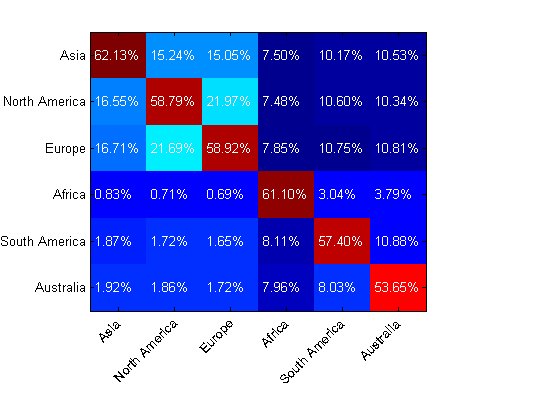 Asia 62.13% 15.24% 15.05% 7.50% 10.17% 10.53%
North America 16.55% 58.79% 21.97% 7.48% 10.60% 10.34%
Europe 16.71% 21.69% 58.92% 7.85% 10.75% 10.81%
Africa 0.83% 0.71% 0.69% 61.10% 3.04% 3.79%
South America 1.87% 1.72% 1.65% 8.11% 57.40% 10.88%
Australia 1.92% 1.86% 1.72% 7.96% 8.03% 53.65%
Asia North America Europe Africa South America Australia